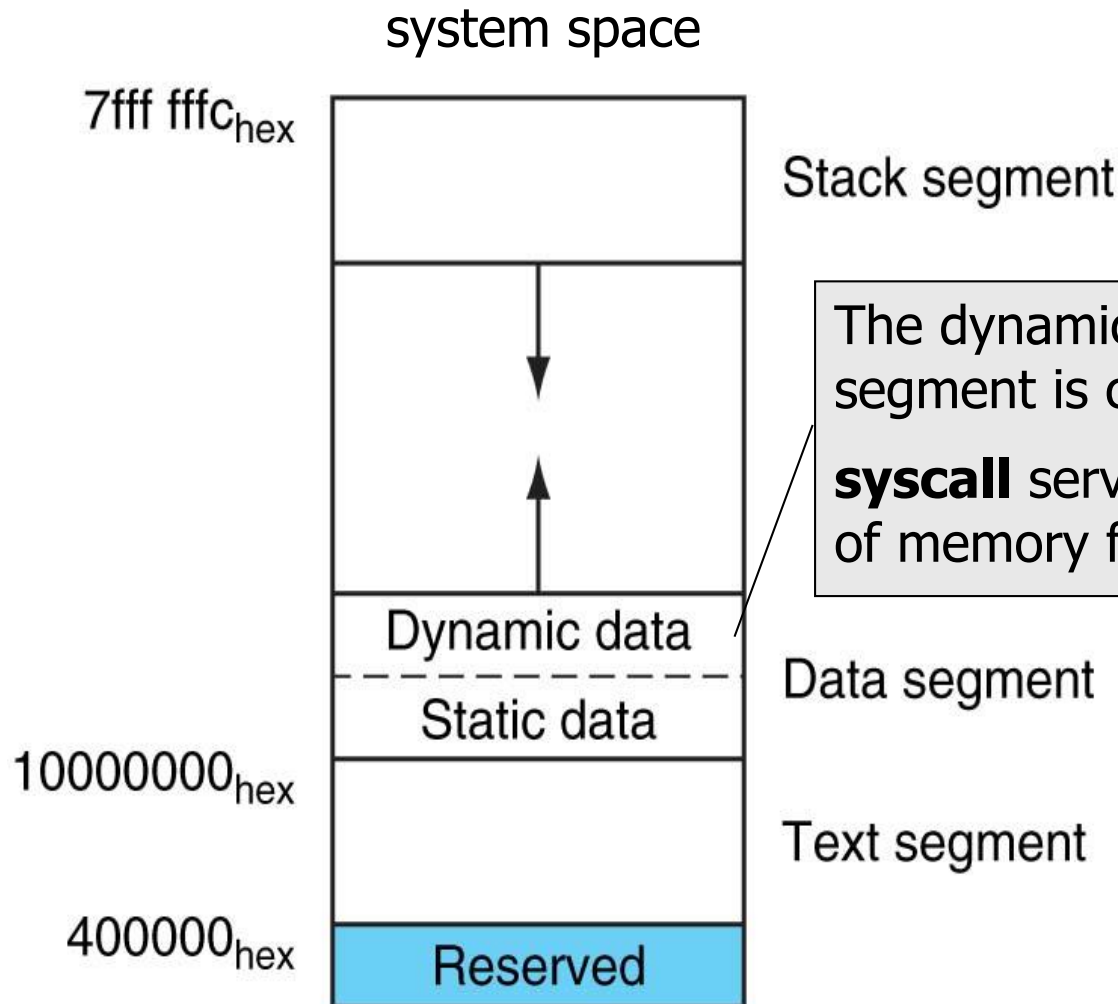 system space
7fff fffc hex
Stack segment
The dynamic
segment is
syscall serv
of memory f
Dynamic data
Data segment
Static data
10000000 hex
Text segment
400000 hex
Reserved